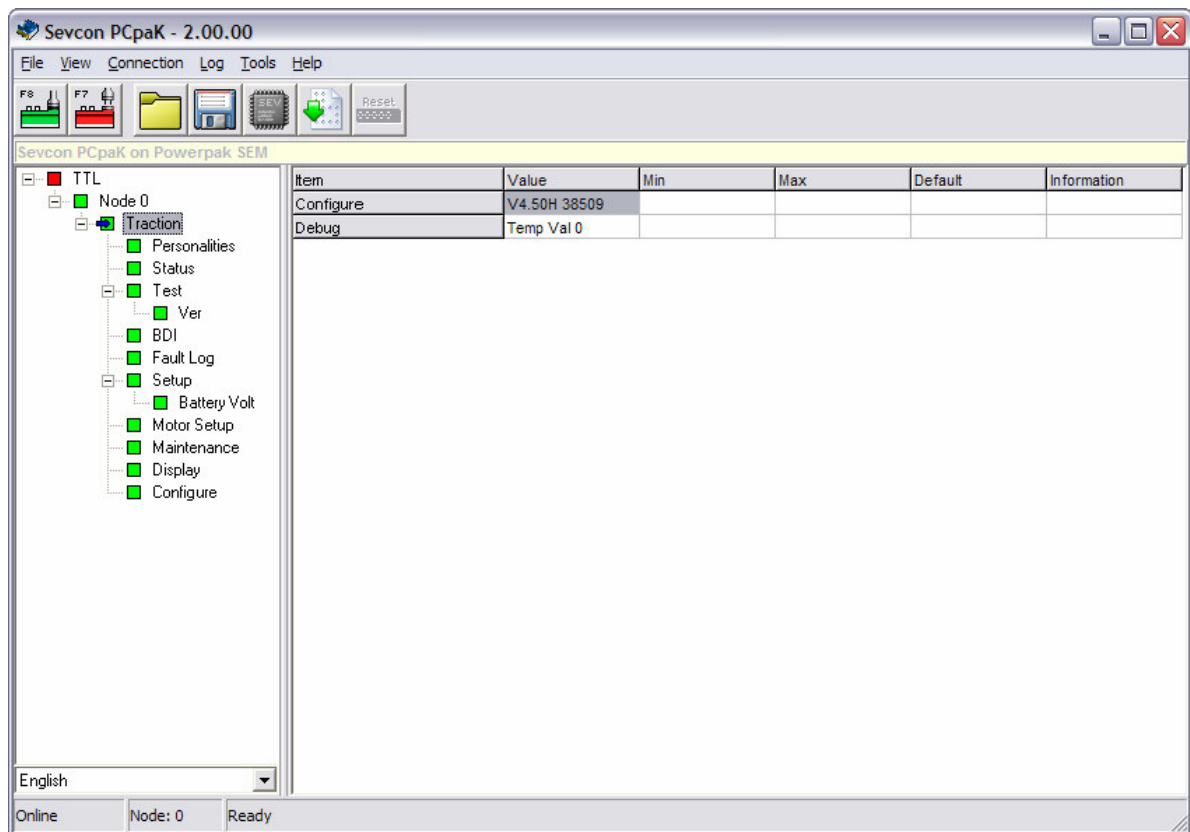 Sevcon PCpaK - 2.00.00
File View Connection Log Tools Help
F8 F7 SEV Reset
Sevcon PCpaK on Powerpak SEM
TTL
Node 0
Traction
Personalities
Status
Test
Ver
BDI
Fault Log
Setup
Battery Volt
Motor Setup
Maintenance
Display
Configure
Item Value Min Max Default Information
Configure V4.50H 38509
Debug Temp Val 0
English
Online Node: 0 Ready